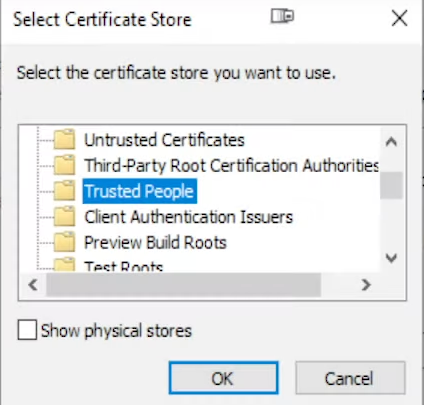 Select Certificate Store
Select the certificate store you want to use.
Untrusted Certificates
Third-Party Root Certification Authorities
Trusted People
Client Authentication Issuers
Preview Build Roots
Test Roots
Show physical stores
OK
Cancel